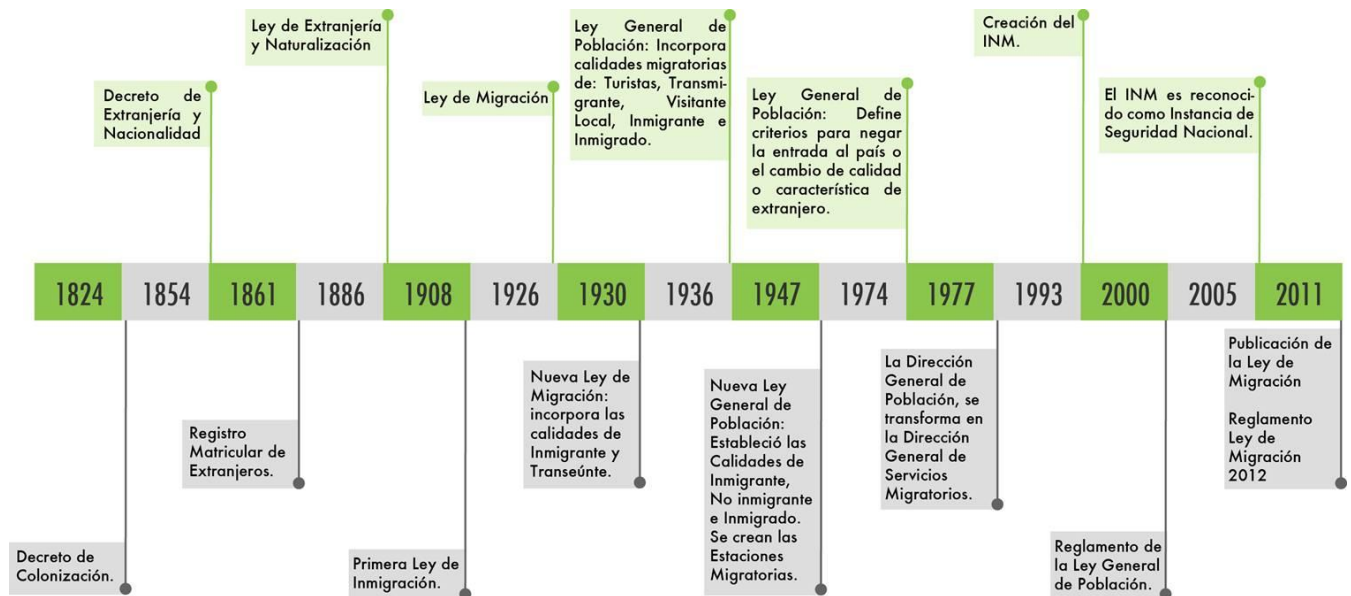 Ley de Extranjería
y Naturalización
Ley General de
Población: Incorpora
calidades migratorias
de: Turistas, Transmi-
grante, Visitante
Local, Inmigrante e
Inmigrado.
Creación del
INM.
Decreto de
Extranjería y
Nacionalidad
Ley de Migración
Ley General de
Población: Define
criterios para negar
la entrada al país o
el cambio de calidad
o característica de
extranjero.
El INM es reconoci-
do como Instancia de
Seguridad Nacional.
1824 1854 1861 1886 1908 1926 1930 1936 1947 1974 1977 1993 2000 2005 2011
Decreto de
Colonización.
Registro
Matricular de
Extranjeros.
Primera Ley de
Inmigración.
Nueva Ley de
Migración:
incorpora las
calidades de
Inmigrante y
Transeúnte.
Nueva Ley
General de
Población:
Estableció las
Calidades de
Inmigrante,
No inmigrante
e Inmigrado.
Se crean las
Estaciones
Migratorias.
La Dirección
General de
Población, se
transforma en
la Dirección
General de
Servicios
Migratorios.
Reglamento de
la Ley General
de Población.
Publicación de
la Ley de
Migración
Reglamento
Ley de
Migración
2012